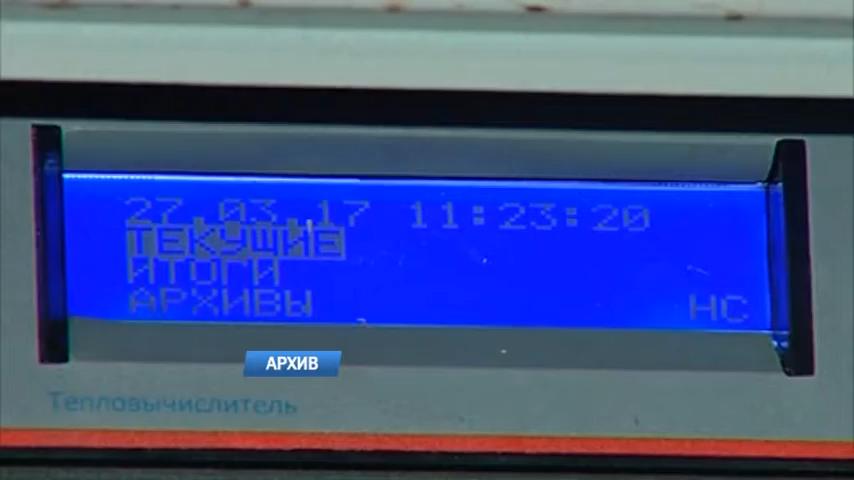 27.03.17 11:23:20
ТЕКУЩИЕ
ИТОГИ
АРХИВЫ НС
АРХИВ
Тепловычислитель